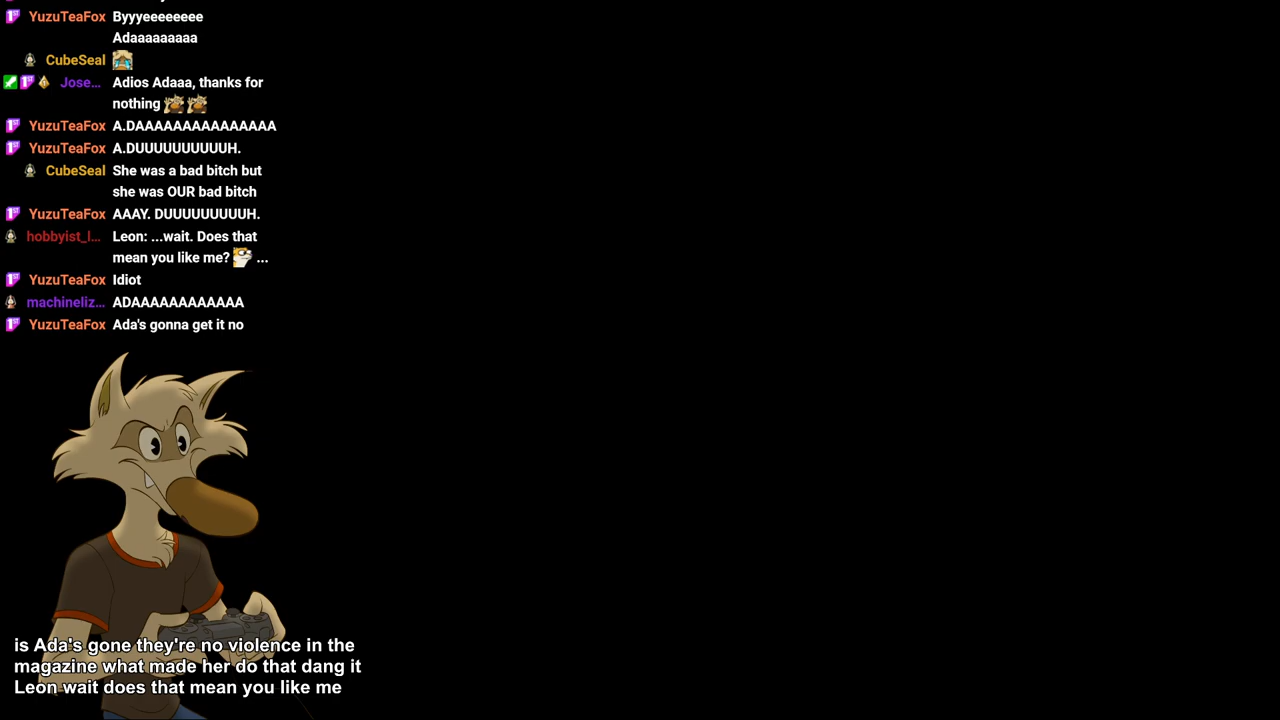 YuzuTeaFox Byyyeeeeeeee
Adaaaaaaaaa
CubeSeal
Jose... Adios Adaaa, thanks for
nothing
YuzuTeaFox A.DAAAAAAAAAAAAAAA
YuzuTeaFox A.DUUUUUUUUUUH.
CubeSeal She was a bad bitch but
she was OUR bad bitch
YuzuTeaFox AAAY. DUUUUUUUUUH.
hobbyist_l... Leon: ...wait. Does that
mean you like me? ...
YuzuTeaFox Idiot
machineliz... ADAAAAAAAAAAAA
YuzuTeaFox Ada's gonna get it no
is Ada's gone they're no violence in the
magazine what made her do that dang it
Leon wait does that mean you like me